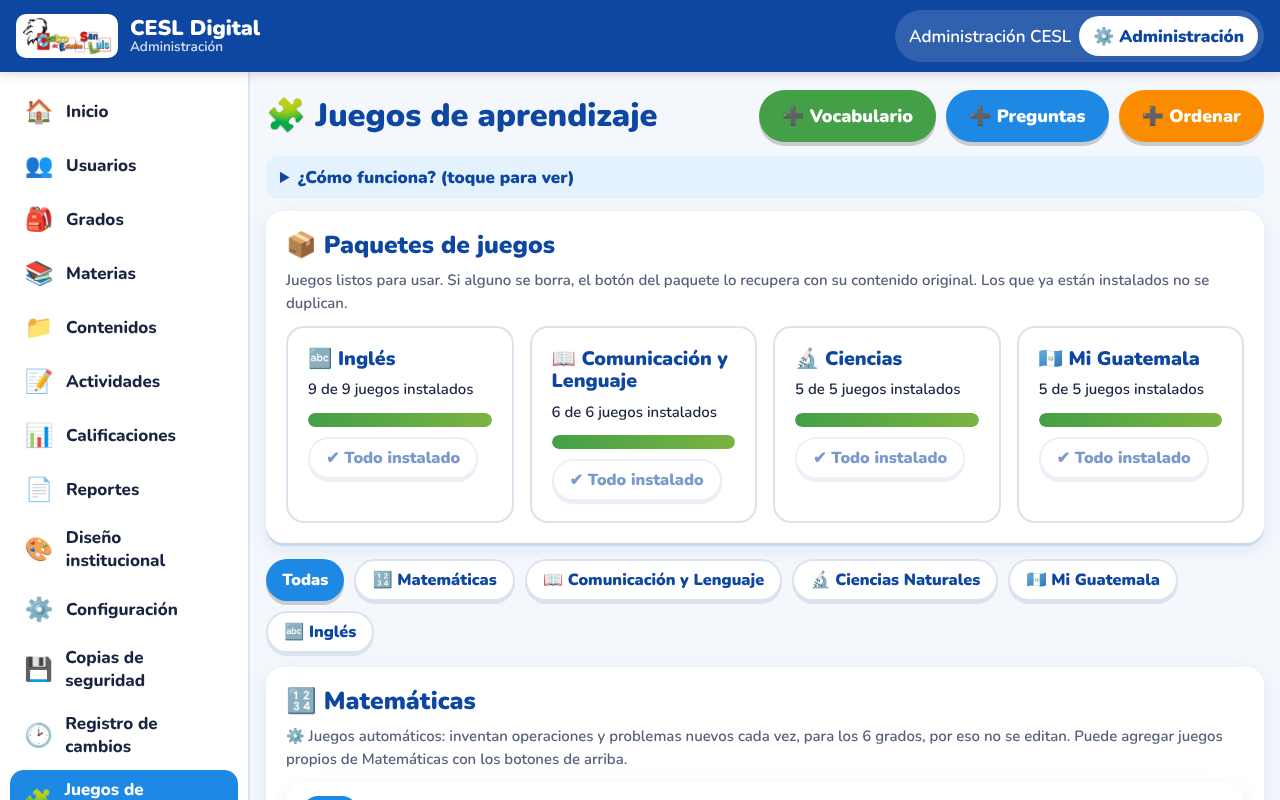 Centro de Estudios San Luis
CESL Digital
Administración
Administración CESL
⚙️ Administración
🏠 Inicio
👥 Usuarios
🎒 Grados
📚 Materias
📁 Contenidos
📝 Actividades
📊 Calificaciones
📄 Reportes
🎨 Diseño
institucional
⚙️ Configuración
💾 Copias de
seguridad
🕑 Registro de
cambios
🧩 Juegos de
🧩 Juegos de aprendizaje
➕ Vocabulario
➕ Preguntas
➕ Ordenar
▶ ¿Cómo funciona? (toque para ver)
📦 Paquetes de juegos
Juegos listos para usar. Si alguno se borra, el botón del paquete lo recupera con su contenido original. Los que ya están instalados no se
duplican.
🔤 Inglés
9 de 9 juegos instalados
✔ Todo instalado
📖 Comunicación y
Lenguaje
6 de 6 juegos instalados
✔ Todo instalado
🔬 Ciencias
5 de 5 juegos instalados
✔ Todo instalado
🇬🇹 Mi Guatemala
5 de 5 juegos instalados
✔ Todo instalado
Todas
🔢 Matemáticas
📖 Comunicación y Lenguaje
🔬 Ciencias Naturales
🇬🇹 Mi Guatemala
🔤 Inglés
🔢 Matemáticas
⚙️ Juegos automáticos: inventan operaciones y problemas nuevos cada vez, para los 6 grados, por eso no se editan. Puede agregar juegos
propios de Matemáticas con los botones de arriba.